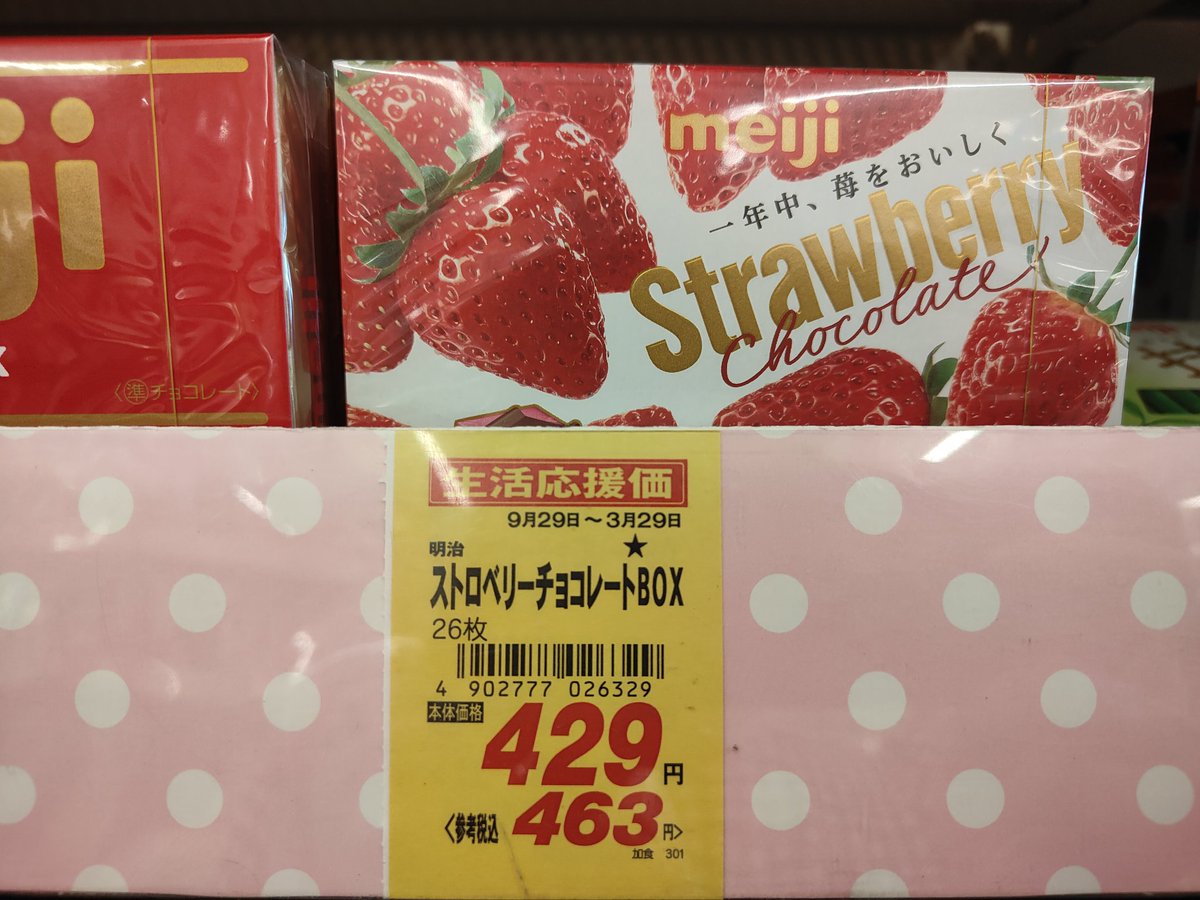 〈準チョコレート〉
meiji
一年中、苺をおいしく
Strawberry
Chocolate
生活応援価
9月29日～3月29日
明治 ★
ストロベリーチョコレートBOX
26枚
4 902777 026329
本体価格
429円
〈参考税込 463円〉
加食 301